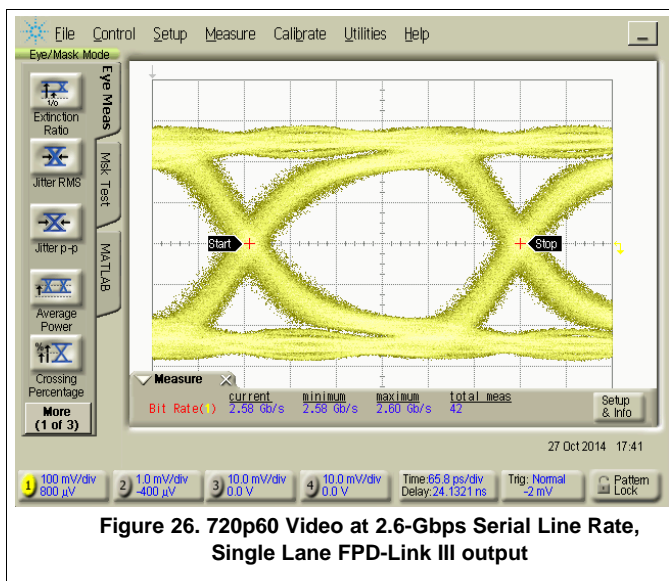 File Control Setup Measure Calibrate Utilities Help
Eye/Mask Mode
Eye Meas
Msk Test
MATLAB
1/0
Extinction
Ratio
Jitter RMS
Jitter p-p
Average
Power
%
Crossing
Percentage
More
(1 of 3)
Start
Stop
Measure
current minimum maximum total meas
Bit Rate(1) 2.58 Gb/s 2.58 Gb/s 2.60 Gb/s 42
Setup
& Info
27 Oct 2014 17:41
1 100 mV/div
800 µV
2 1.0 mV/div
-400 µV
3 10.0 mV/div
0.0 V
4 10.0 mV/div
0.0 V
Time:65.8 ps/div
Delay:24.1321 ns
Trig: Normal
-2 mV
Pattern
Lock
Figure 26. 720p60 Video at 2.6-Gbps Serial Line Rate,
Single Lane FPD-Link III output